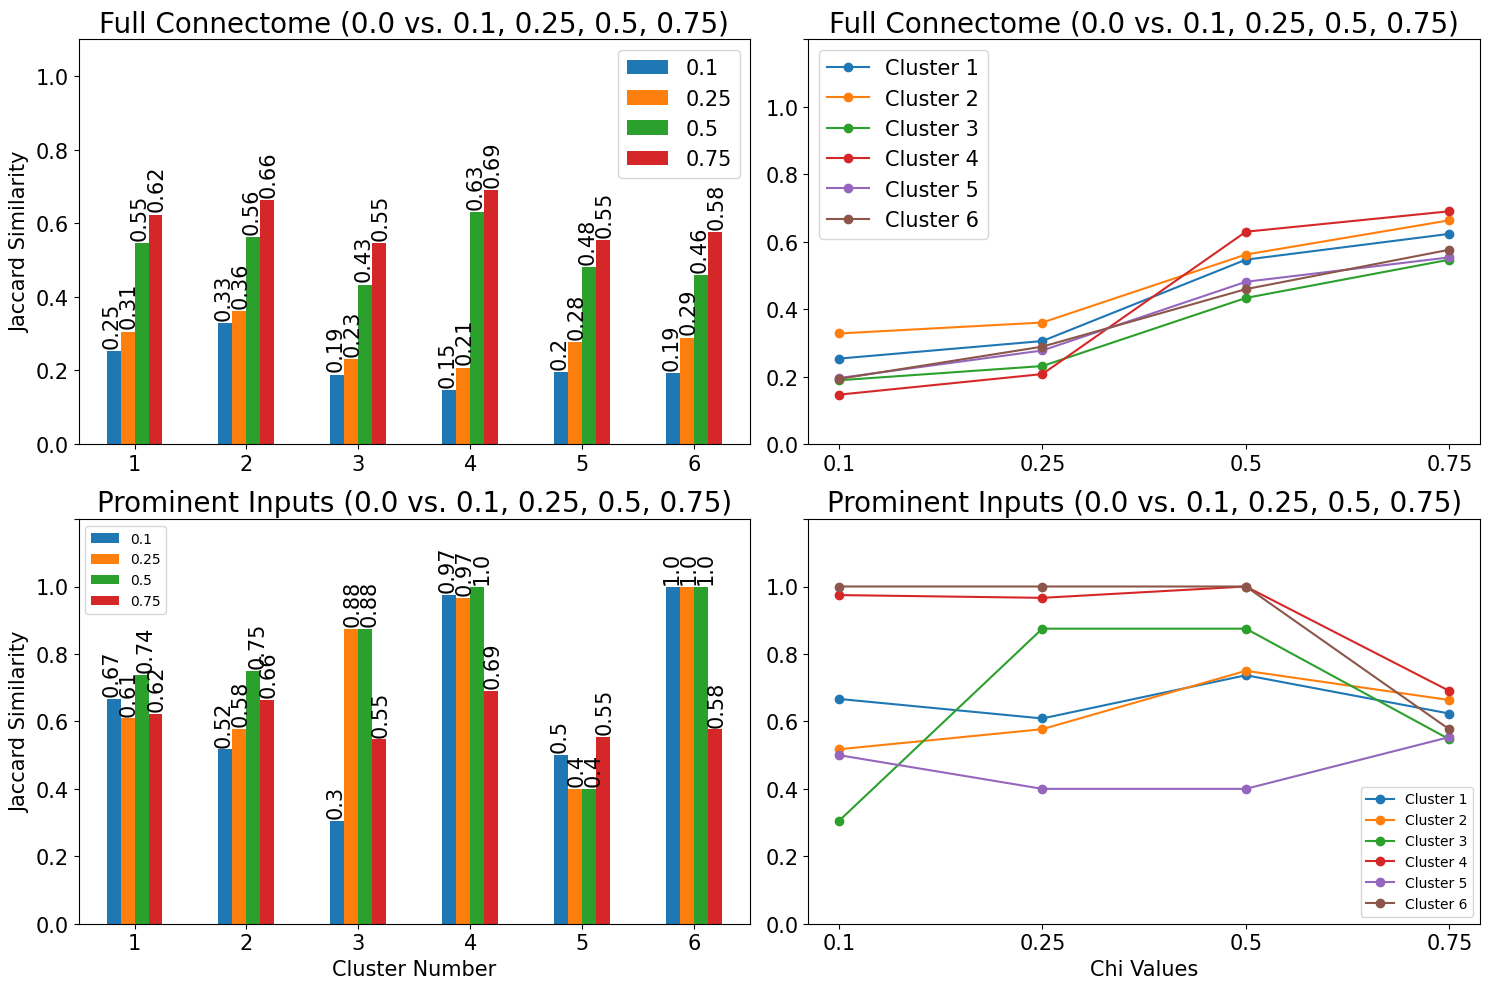 Full Connectome (0.0 vs. 0.1, 0.25, 0.5, 0.75)
Jaccard Similarity
1.0
0.8
0.6
0.4
0.2
0.0
0.25 0.31 0.55 0.62
0.33 0.36 0.56 0.66
0.19 0.23 0.43 0.55
0.15 0.21 0.63 0.69
0.2 0.28 0.48 0.55
0.19 0.29 0.46 0.58
0.1
0.25
0.5
0.75
1 2 3 4 5 6
Full Connectome (0.0 vs. 0.1, 0.25, 0.5, 0.75)
1.0
0.8
0.6
0.4
0.2
0.0
Cluster 1
Cluster 2
Cluster 3
Cluster 4
Cluster 5
Cluster 6
0.1 0.25 0.5 0.75
Prominent Inputs (0.0 vs. 0.1, 0.25, 0.5, 0.75)
Jaccard Similarity
1.0
0.8
0.6
0.4
0.2
0.0
0.1
0.25
0.5
0.75
0.67 0.61 0.74 0.62
0.52 0.58 0.75 0.66
0.3 0.88 0.88 0.55
0.97 0.97 1.0 0.69
0.5 0.4 0.4 0.55
1.0 1.0 1.0 0.58
1 2 3 4 5 6
Cluster Number
Prominent Inputs (0.0 vs. 0.1, 0.25, 0.5, 0.75)
1.0
0.8
0.6
0.4
0.2
0.0
Cluster 1
Cluster 2
Cluster 3
Cluster 4
Cluster 5
Cluster 6
0.1 0.25 0.5 0.75
Chi Values